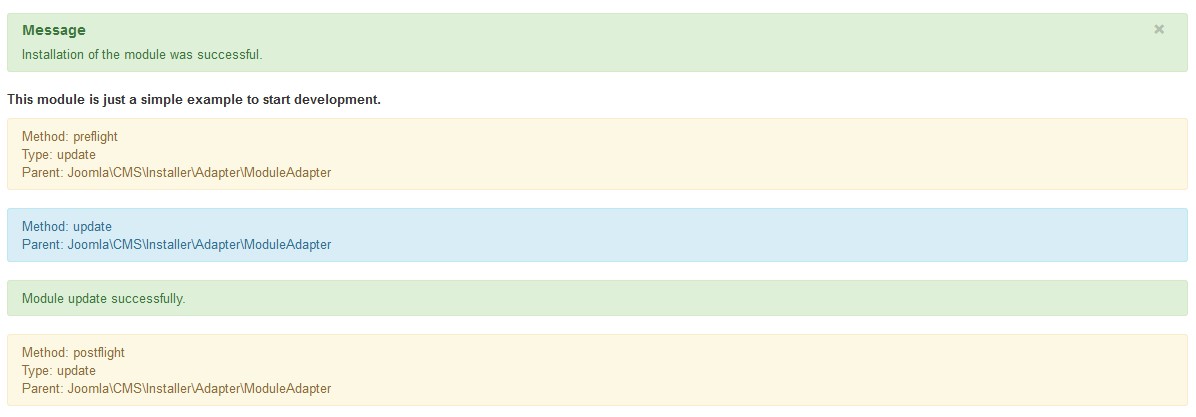 Message
Installation of the module was successful.
This module is just a simple example to start development.
Method: preflight
Type: update
Parent: Joomla\CMS\Installer\Adapter\ModuleAdapter
Method: update
Parent: Joomla\CMS\Installer\Adapter\ModuleAdapter
Module update successfully.
Method: postflight
Type: update
Parent: Joomla\CMS\Installer\Adapter\ModuleAdapter